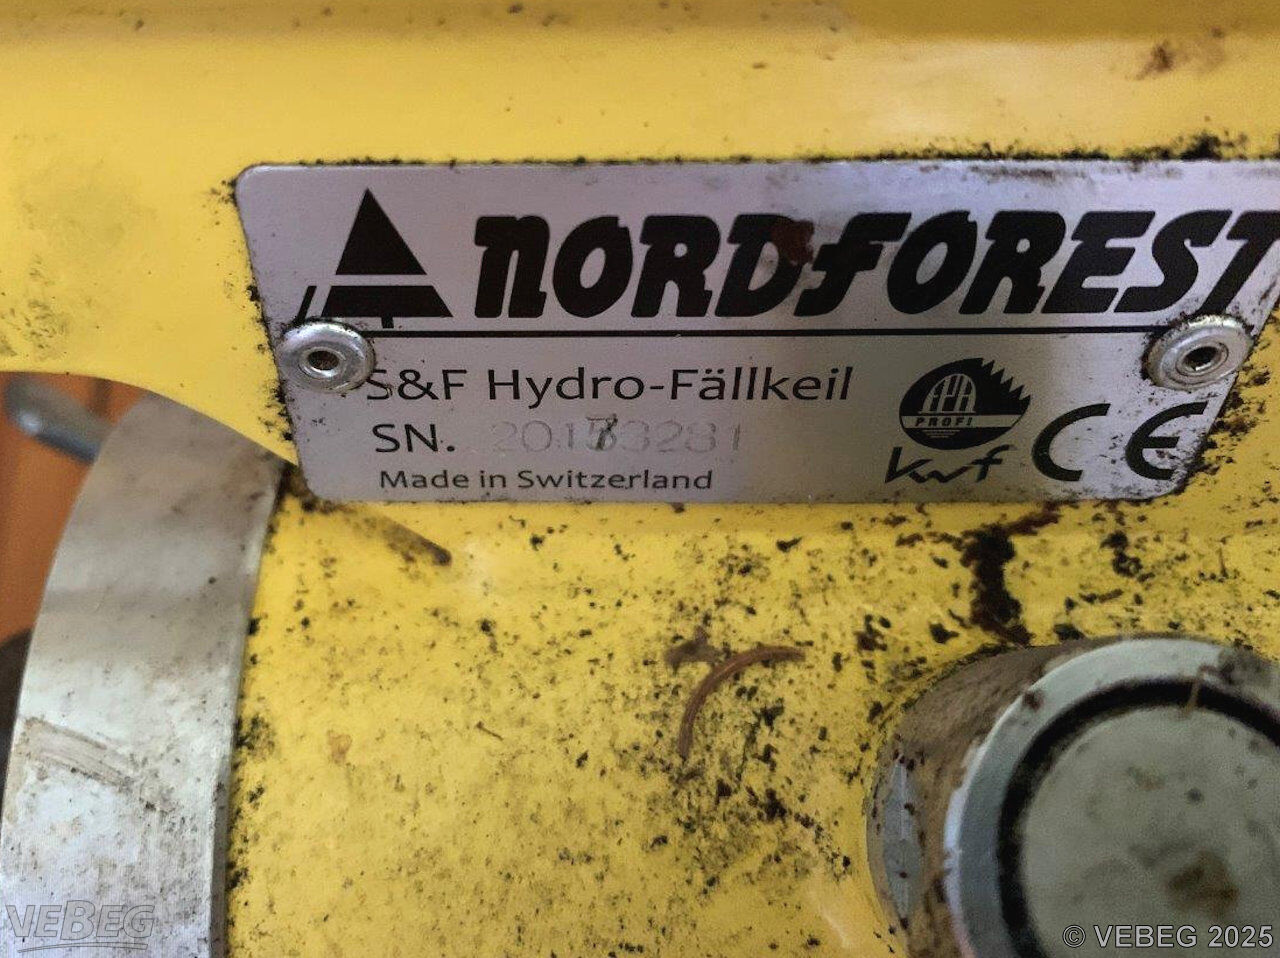 NORDFOREST
S&F Hydro-Fällkeil
SN.
Made in Switzerland
PROFI
kwf
CE
VEBEG
© VEBEG 2025